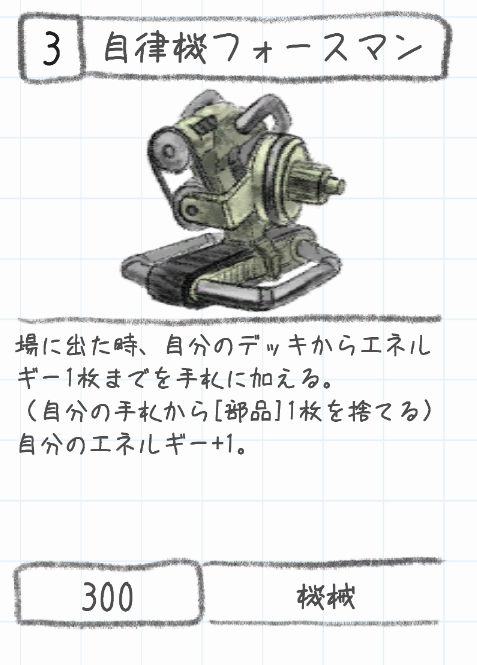 3 自律機フォースマン
場に出た時、自分のデッキからエネル
ギー1枚までを手札に加える。
（自分の手札から[部品]1枚を捨てる）
自分のエネルギー+1。
300 機械